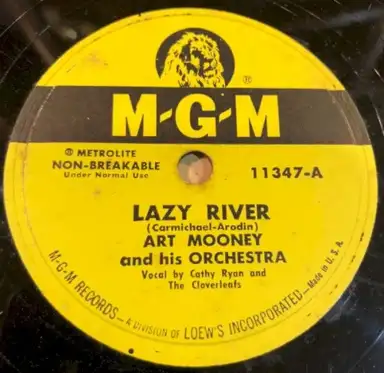 ®
M-G-M
® METROLITE
NON-BREAKABLE
Under Normal Use
11347-A
LAZY RIVER
(Carmichael-Arodin)
ART MOONEY
and his ORCHESTRA
Vocal by Cathy Ryan and
The Cloverleafs
M-G-M RECORDS—A DIVISION OF LOEW'S INCORPORATED—Made in U.S.A.